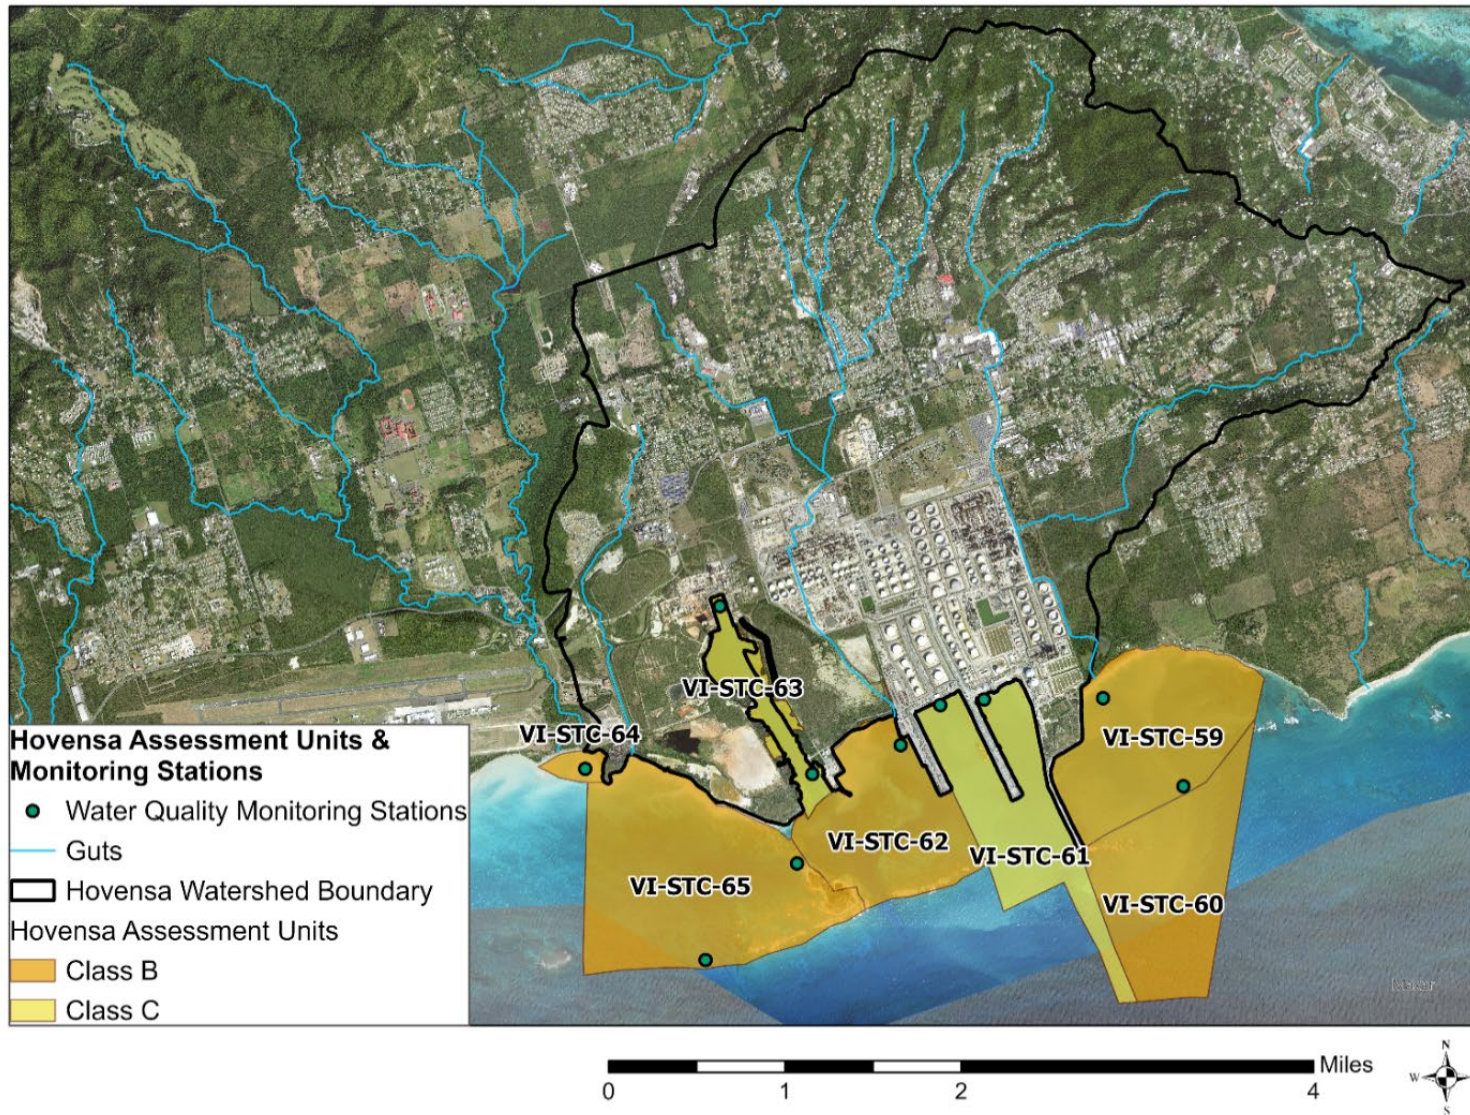 VI-STC-63
VI-STC-64
VI-STC-59
VI-STC-62
VI-STC-61
VI-STC-65
VI-STC-60
Hovensa Assessment Units &
Monitoring Stations
Water Quality Monitoring Stations
Guts
Hovensa Watershed Boundary
Hovensa Assessment Units
Class B
Class C
Miles
0 1 2 4
N
W
S